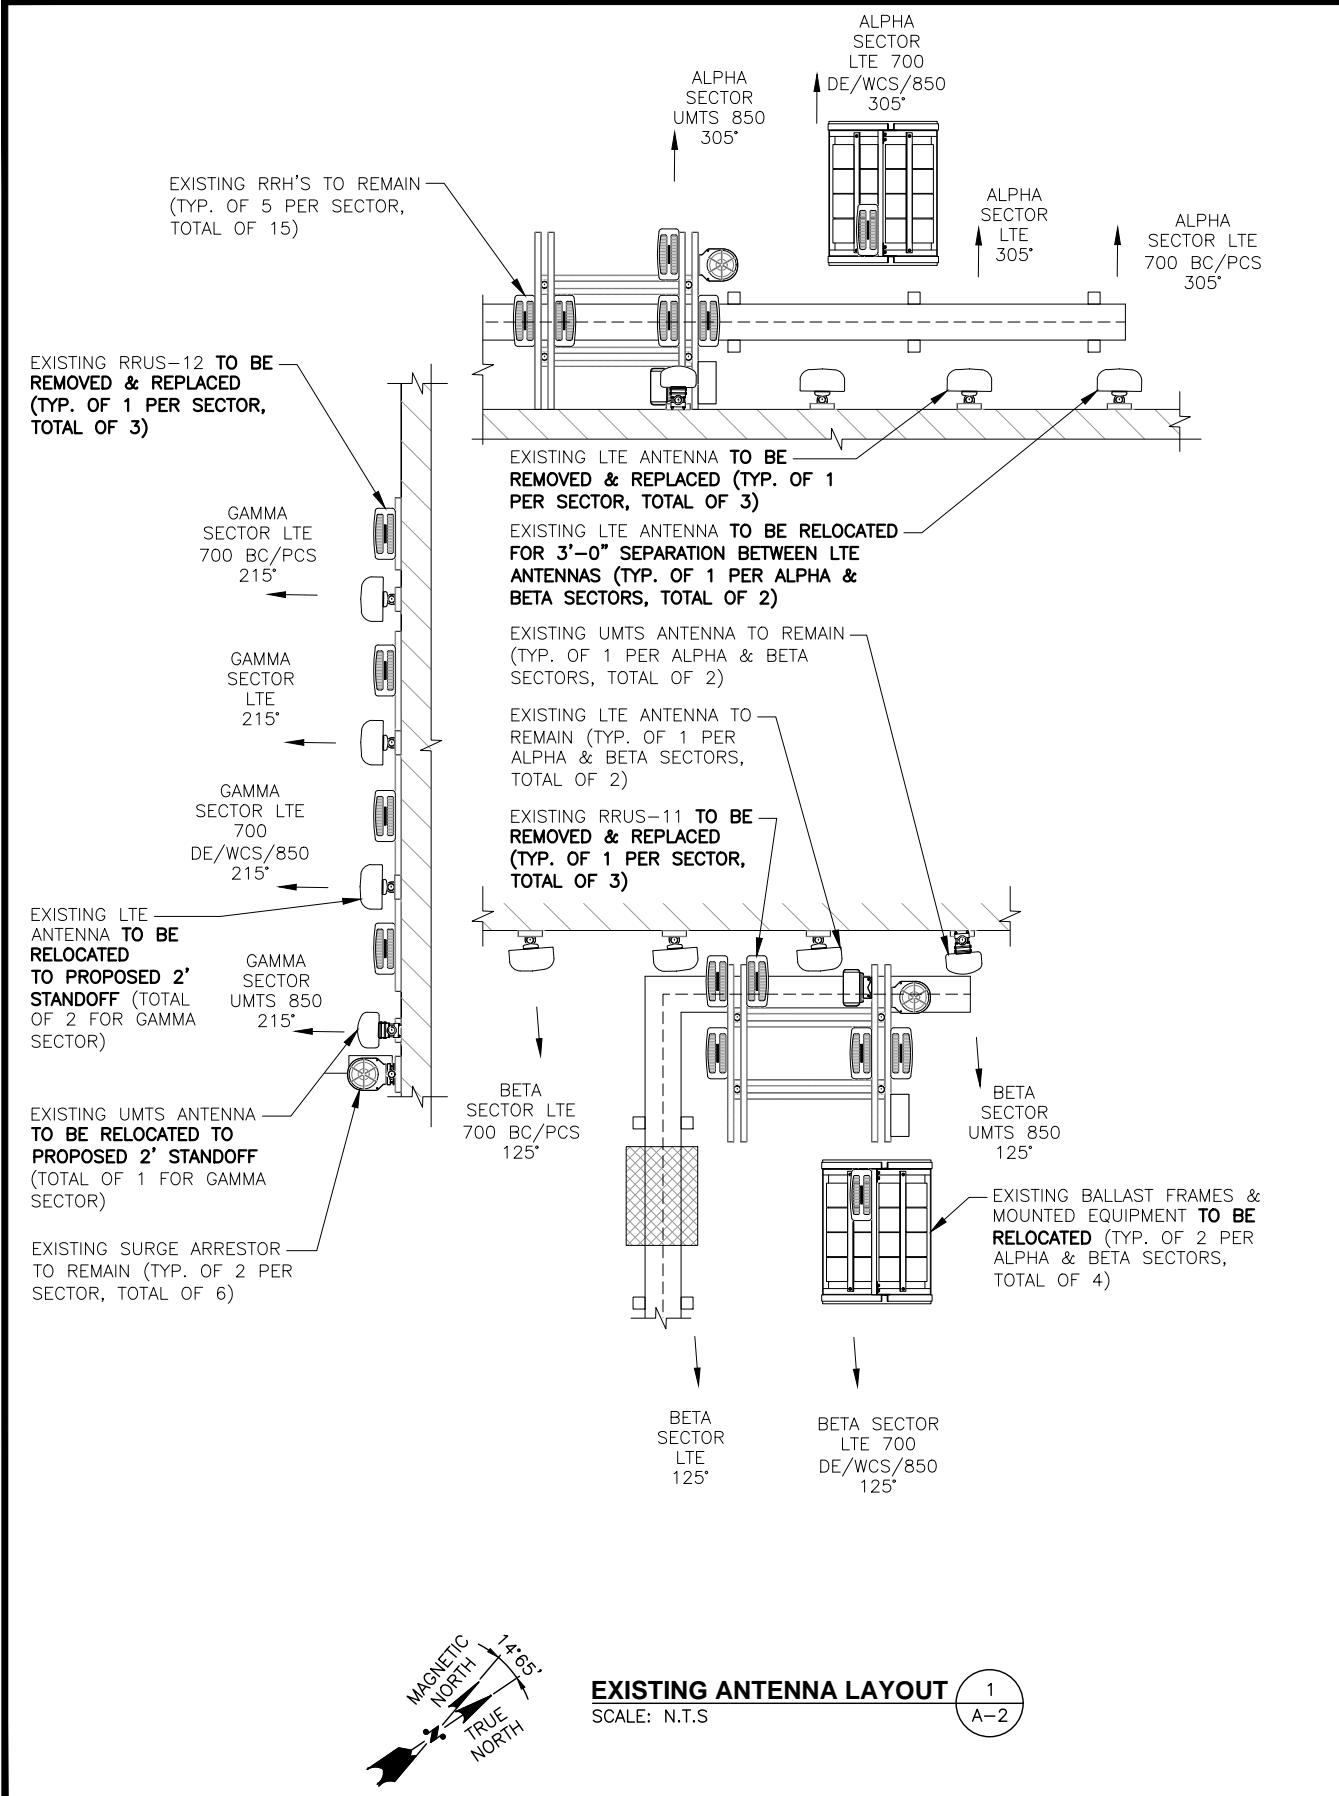 ALPHA
SECTOR
LTE 700
DE/WCS/850
305°
ALPHA
SECTOR
UMTS 850
305°
EXISTING RRH'S TO REMAIN
(TYP. OF 5 PER SECTOR,
TOTAL OF 15)
ALPHA
SECTOR
LTE
305°
ALPHA
SECTOR LTE
700 BC/PCS
305°
EXISTING RRUS-12 TO BE
REMOVED & REPLACED
(TYP. OF 1 PER SECTOR,
TOTAL OF 3)
EXISTING LTE ANTENNA TO BE
REMOVED & REPLACED (TYP. OF 1
PER SECTOR, TOTAL OF 3)
EXISTING LTE ANTENNA TO BE RELOCATED
FOR 3'-0" SEPARATION BETWEEN LTE
ANTENNAS (TYP. OF 1 PER ALPHA &
BETA SECTORS, TOTAL OF 2)
EXISTING UMTS ANTENNA TO REMAIN
(TYP. OF 1 PER ALPHA & BETA
SECTORS, TOTAL OF 2)
EXISTING LTE ANTENNA TO
REMAIN (TYP. OF 1 PER
ALPHA & BETA SECTORS,
TOTAL OF 2)
EXISTING RRUS-11 TO BE
REMOVED & REPLACED
(TYP. OF 1 PER SECTOR,
TOTAL OF 3)
GAMMA
SECTOR LTE
700 BC/PCS
215°
GAMMA
SECTOR
LTE
215°
GAMMA
SECTOR LTE
700
DE/WCS/850
215°
EXISTING LTE
ANTENNA TO BE
RELOCATED
TO PROPOSED 2'
STANDOFF (TOTAL
OF 2 FOR GAMMA
SECTOR)
GAMMA
SECTOR
UMTS 850
215°
EXISTING UMTS ANTENNA
TO BE RELOCATED TO
PROPOSED 2' STANDOFF
(TOTAL OF 1 FOR GAMMA
SECTOR)
EXISTING SURGE ARRESTOR
TO REMAIN (TYP. OF 2 PER
SECTOR, TOTAL OF 6)
BETA
SECTOR LTE
700 BC/PCS
125°
BETA
SECTOR
UMTS 850
125°
EXISTING BALLAST FRAMES &
MOUNTED EQUIPMENT TO BE
RELOCATED (TYP. OF 2 PER
ALPHA & BETA SECTORS,
TOTAL OF 4)
BETA
SECTOR
LTE
125°
BETA SECTOR
LTE 700
DE/WCS/850
125°
MAGNETIC
NORTH
14°65'
TRUE
NORTH
N
EXISTING ANTENNA LAYOUT
SCALE: N.T.S
1
A-2